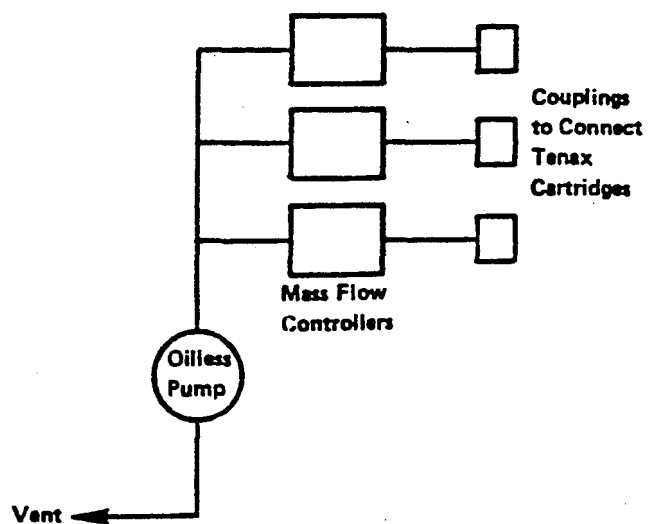 Couplings
to Connect
Tenax
Cartridges
Mass Flow
Controllers
Oilless
Pump
Vent